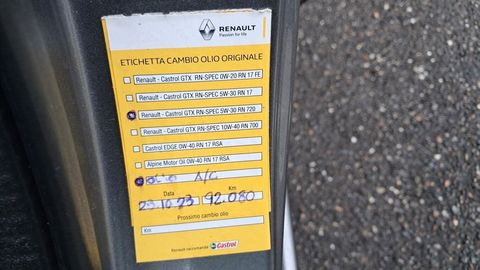 RENAULT
Passion for life
ETICHETTA CAMBIO OLIO ORIGINALE
Renault - Castrol GTX RN-SPEC 0W-20 RN 17 FE
Renault - Castrol GTX RN-SPEC 5W-30 RN 17
Renault - Castrol GTX RN-SPEC 5W-30 RN 720
Renault - Castrol GTX RN-SPEC 10W-40 RN 700
Castrol EDGE 0W-40 RN 17 RSA
Alpine Motor Oil 0W-40 RN 17 RSA
A/C
Data Km
23.10.23 92.080
Prossimo cambio olio
Km
Renault raccomanda Castrol